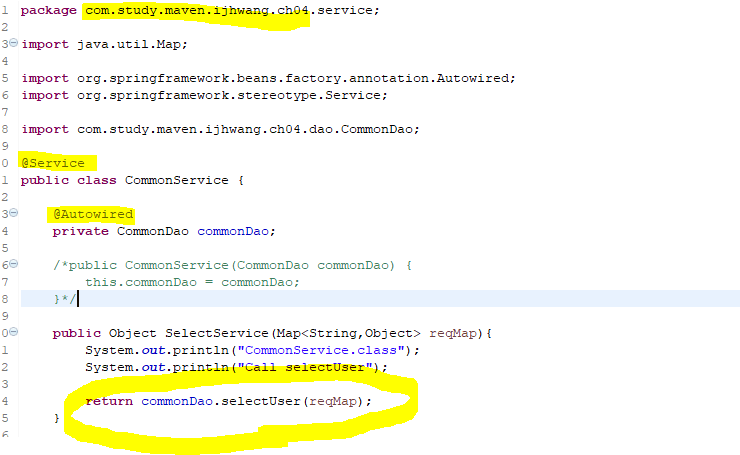 1 package com.study.maven.ijhwang.ch04.service;
2
3 import java.util.Map;
4
5 import org.springframework.beans.factory.annotation.Autowired;
6 import org.springframework.stereotype.Service;
7
8 import com.study.maven.ijhwang.ch04.dao.CommonDao;
9
0 @Service
1 public class CommonService {
2
3 @Autowired
4 private CommonDao commonDao;
5
6 /*public CommonService(CommonDao commonDao) {
7 this.commonDao = commonDao;
8 }*/
9
0 public Object SelectService(Map<String,Object> reqMap){
1 System.out.println("CommonService.class");
2 System.out.println("Call selectUser");
3
4 return commonDao.selectUser(reqMap);
5 }
6